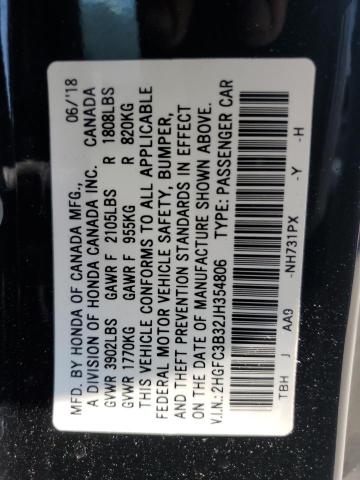 MFD. BY HONDA OF CANADA MFG., 06/'18
A DIVISION OF HONDA CANADA INC. CANADA
GVWR 3902LBS GAWR F 2105LBS R 1808LBS
GVWR 1770KG GAWR F 955KG R 820KG
THIS VEHICLE CONFORMS TO ALL APPLICABLE
FEDERAL MOTOR VEHICLE SAFETY, BUMPER,
AND THEFT PREVENTION STANDARDS IN EFFECT
ON THE DATE OF MANUFACTURE SHOWN ABOVE.
V.I.N.: 2HGFC3B32JH354806 TYPE: PASSENGER CAR
TBH J AA9 -NH731PX -Y -H